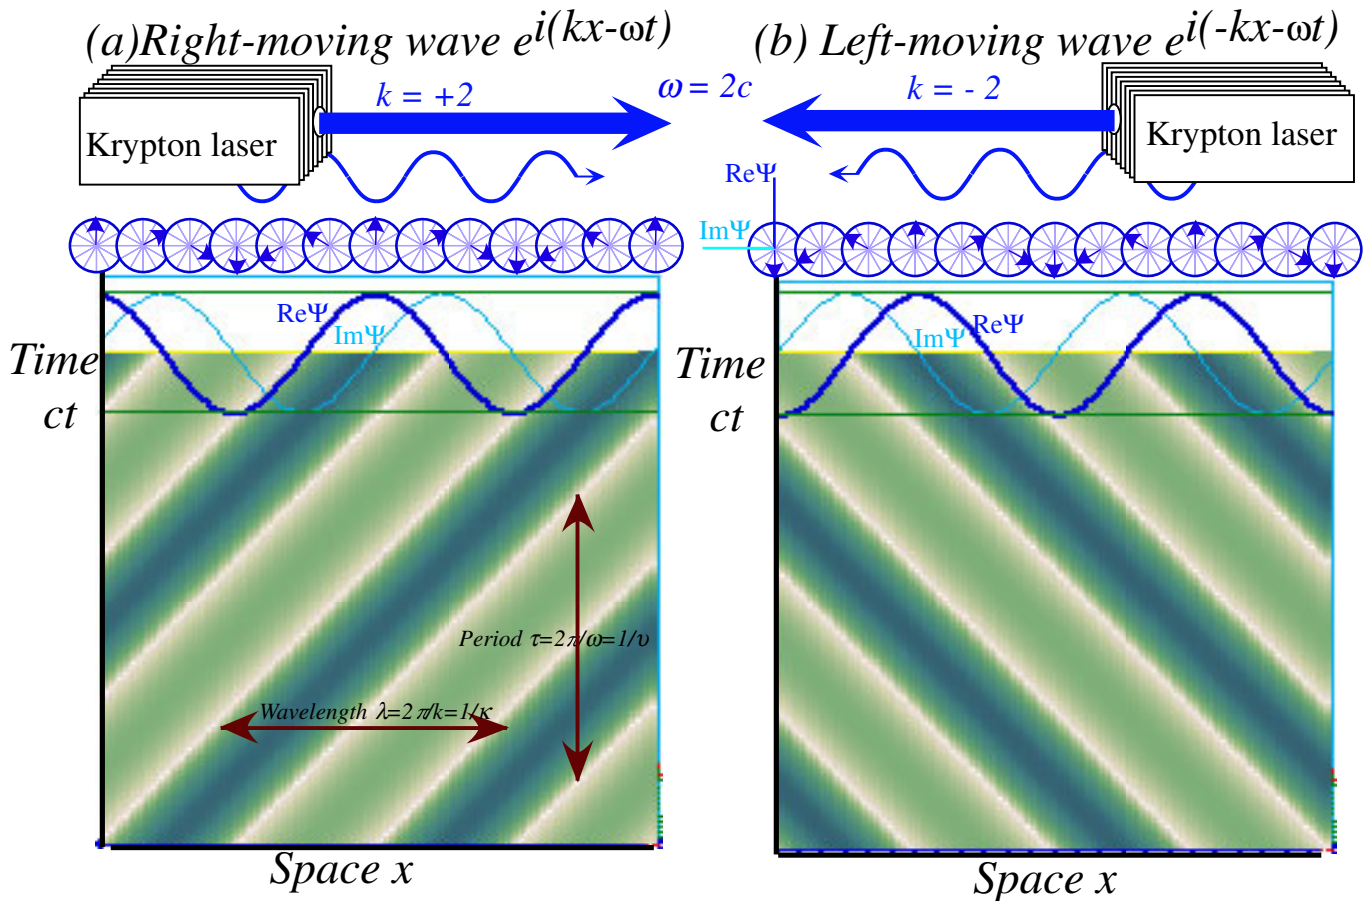 (a)Right-moving wave e^i(kx-ωt)
k = +2
Krypton laser
ω = 2c
(b) Left-moving wave e^i(-kx-ωt)
k = - 2
Krypton laser
ReΨ
ImΨ
ReΨ
ImΨ
Time
ct
Period τ=2π/ω=1/υ
Wavelength λ=2π/k=1/κ
Space x
ImΨ
ReΨ
Time
ct
Space x